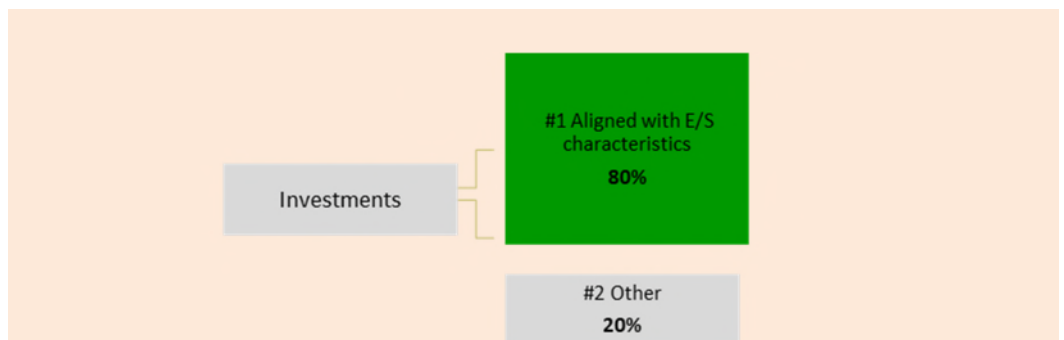 #1 Aligned with E/S
characteristics
80%
Investments
#2 Other
20%